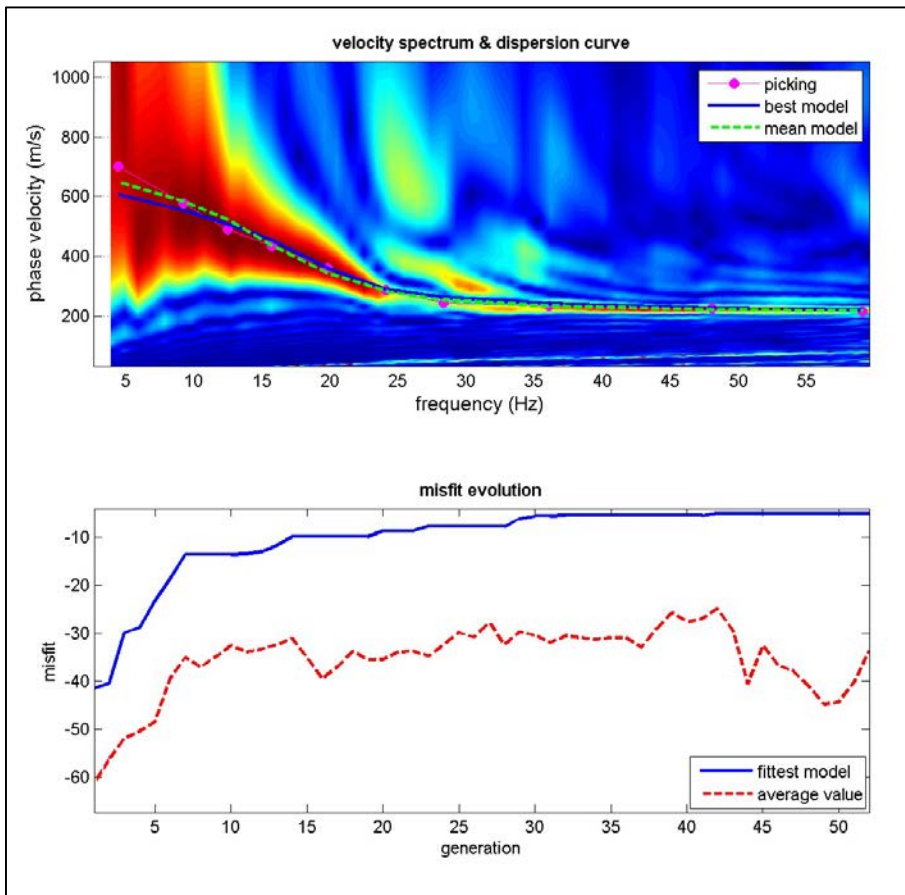 velocity spectrum & dispersion curve
1000
800
600
400
200
phase velocity (m/s)
picking
best model
mean model
5 10 15 20 25 30 35 40 45 50 55
frequency (Hz)
misfit evolution
-10
-20
-30
-40
-50
-60
misfit
fittest model
average value
5 10 15 20 25 30 35 40 45 50
generation